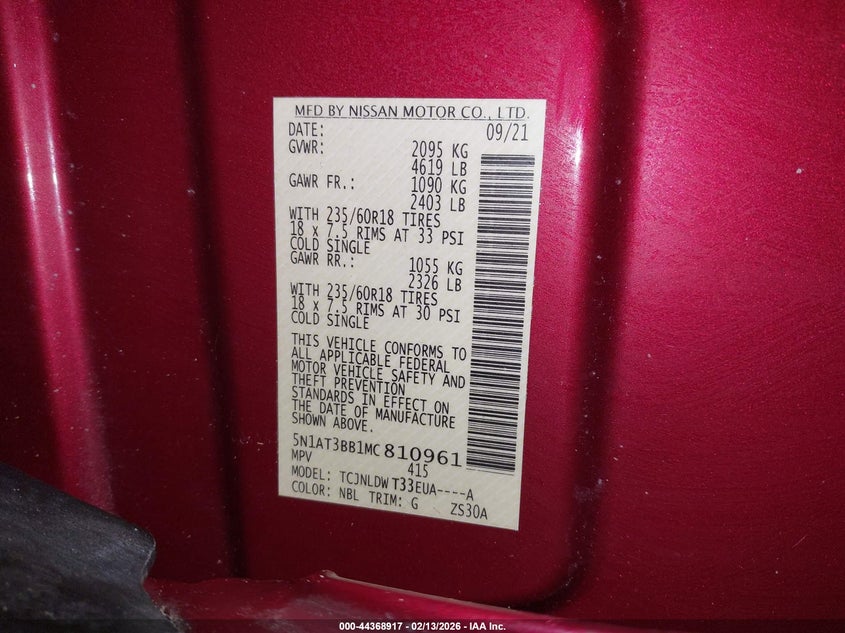 MFD BY NISSAN MOTOR CO., LTD.
DATE: 09/21
GVWR: 2095 KG
4619 LB
GAWR FR.: 1090 KG
2403 LB
WITH 235/60R18 TIRES
18 x 7.5 RIMS AT 33 PSI
COLD SINGLE
GAWR RR.: 1055 KG
2326 LB
WITH 235/60R18 TIRES
18 x 7.5 RIMS AT 30 PSI
COLD SINGLE
THIS VEHICLE CONFORMS TO
ALL APPLICABLE FEDERAL
MOTOR VEHICLE SAFETY AND
THEFT PREVENTION
STANDARDS IN EFFECT ON
THE DATE OF MANUFACTURE
SHOWN ABOVE.
5N1AT3BB1MC 810961
MPV 415
MODEL: TCJNLDW T33EUA----A
COLOR: NBL TRIM: G ZS30A
000-44368917 - 02/13/2026 - IAA Inc.